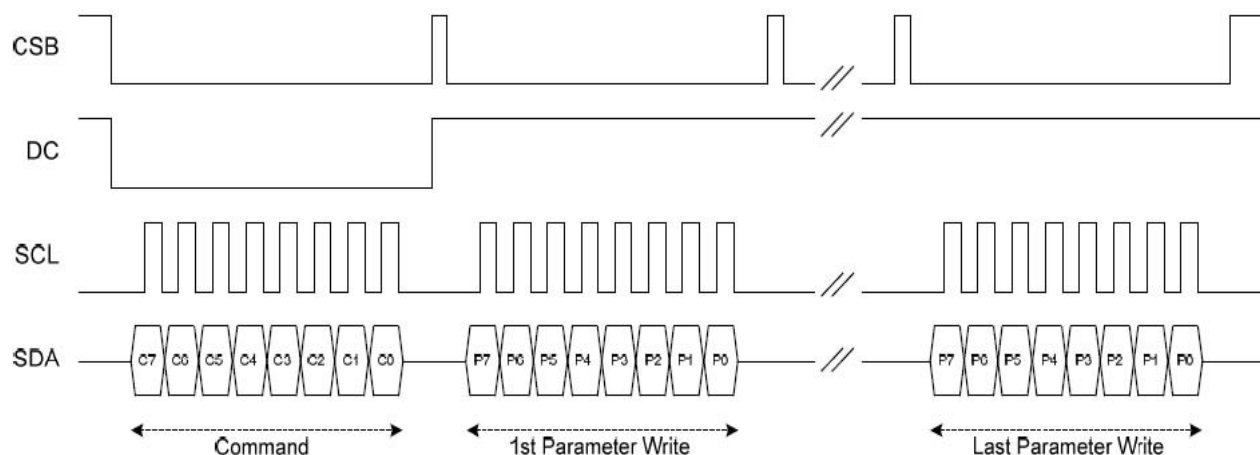 CSB
DC
SCL
SDA C7 C6 C5 C4 C3 C2 C1 C0 P7 P6 P5 P4 P3 P2 P1 P0 P7 P6 P5 P4 P3 P2 P1 P0
Command 1st Parameter Write Last Parameter Write